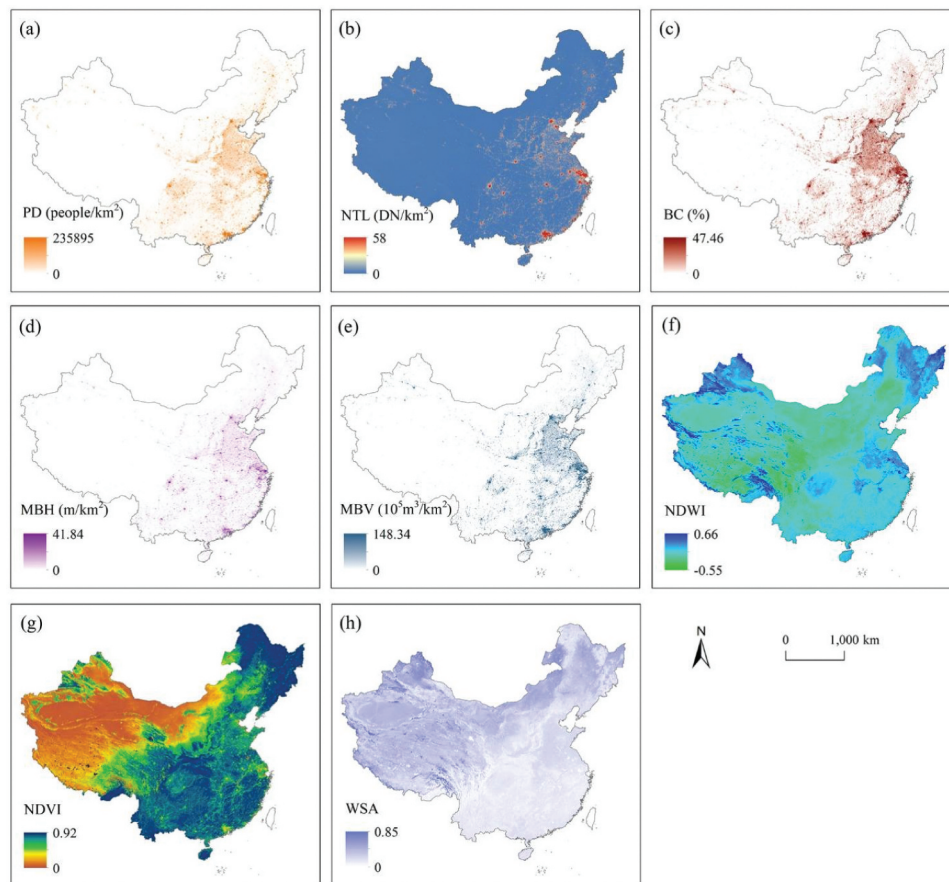 (a)
PD (people/km²)
235895
0
(b)
NTL (DN/km²)
58
0
(c)
BC (%)
47.46
0
(d)
MBH (m/km²)
41.84
0
(e)
MBV (10⁵m³/km²)
148.34
0
(f)
NDWI
0.66
-0.55
(g)
NDVI
0.92
0
(h)
WSA
0.85
0
N
0 1,000 km